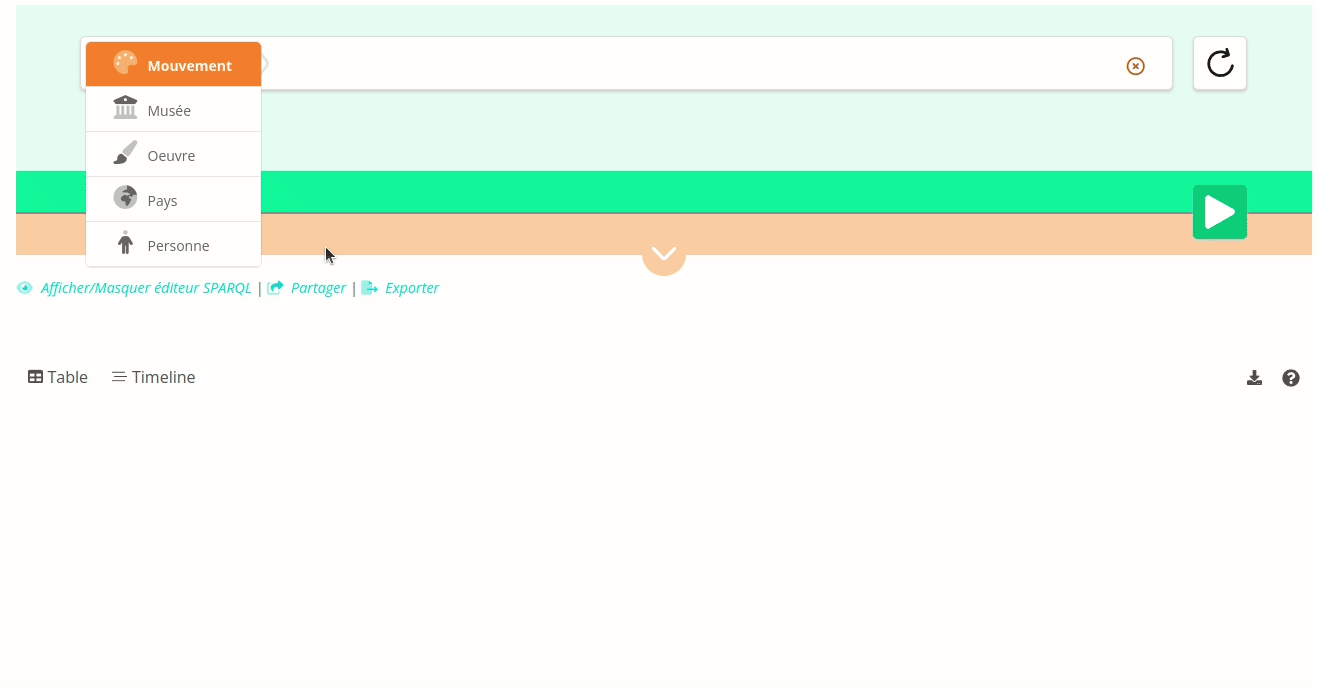 Mouvement
Musée
Oeuvre
Pays
Personne
Afficher/Masquer éditeur SPARQL | Partager | Exporter
Table Timeline